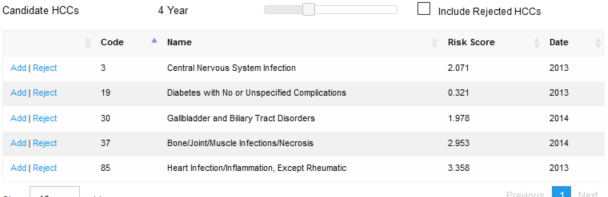 Candidate HCCs 4 Year Include Rejected HCCs
Code Name Risk Score Date
Add | Reject 3 Central Nervous System Infection 2.071 2013
Add | Reject 19 Diabetes with No or Unspecified Complications 0.321 2013
Add | Reject 30 Gallbladder and Biliary Tract Disorders 1.978 2014
Add | Reject 37 Bone/Joint/Muscle Infections/Necrosis 2.953 2014
Add | Reject 85 Heart Infection/Inflammation, Except Rheumatic 3.358 2013
Previous 1 Next